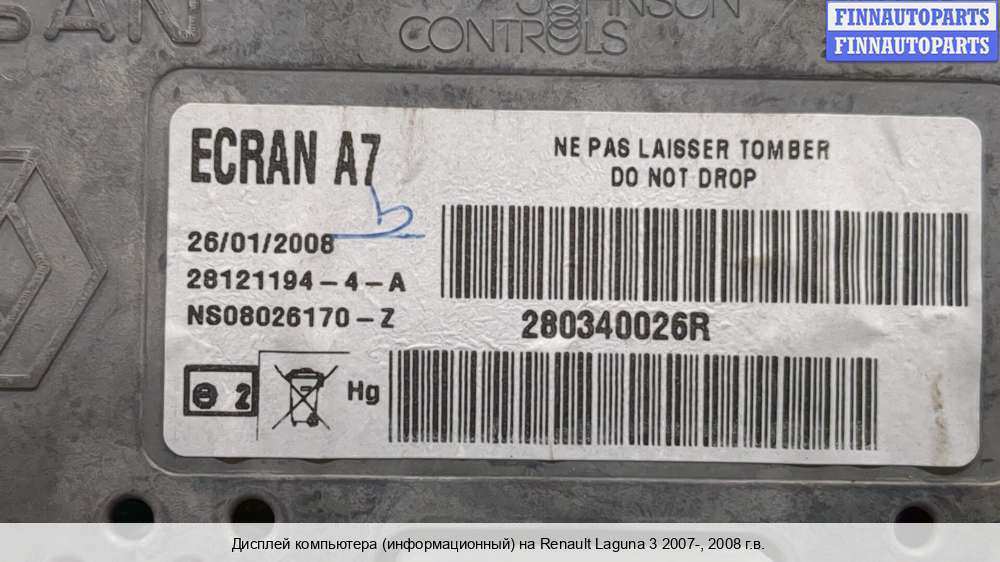 JOHNSON
CONTROLS
FINNAUTOPARTS
FINNAUTOPARTS
ECRAN A7
NE PAS LAISSER TOMBER
DO NOT DROP
26/01/2008
28121194-4-A
NS08026170-Z
280340026R
2
Hg
Дисплей компьютера (информационный) на Renault Laguna 3 2007-, 2008 г.в.